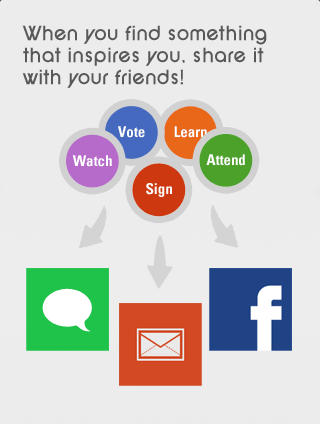 When you find something
that inspires you, share it
with your friends!
Vote
Learn
Watch
Attend
Sign
f